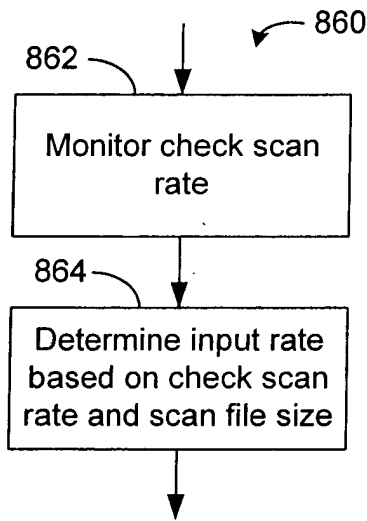 860
862
Monitor check scan
rate
864
Determine input rate
based on check scan
rate and scan file size